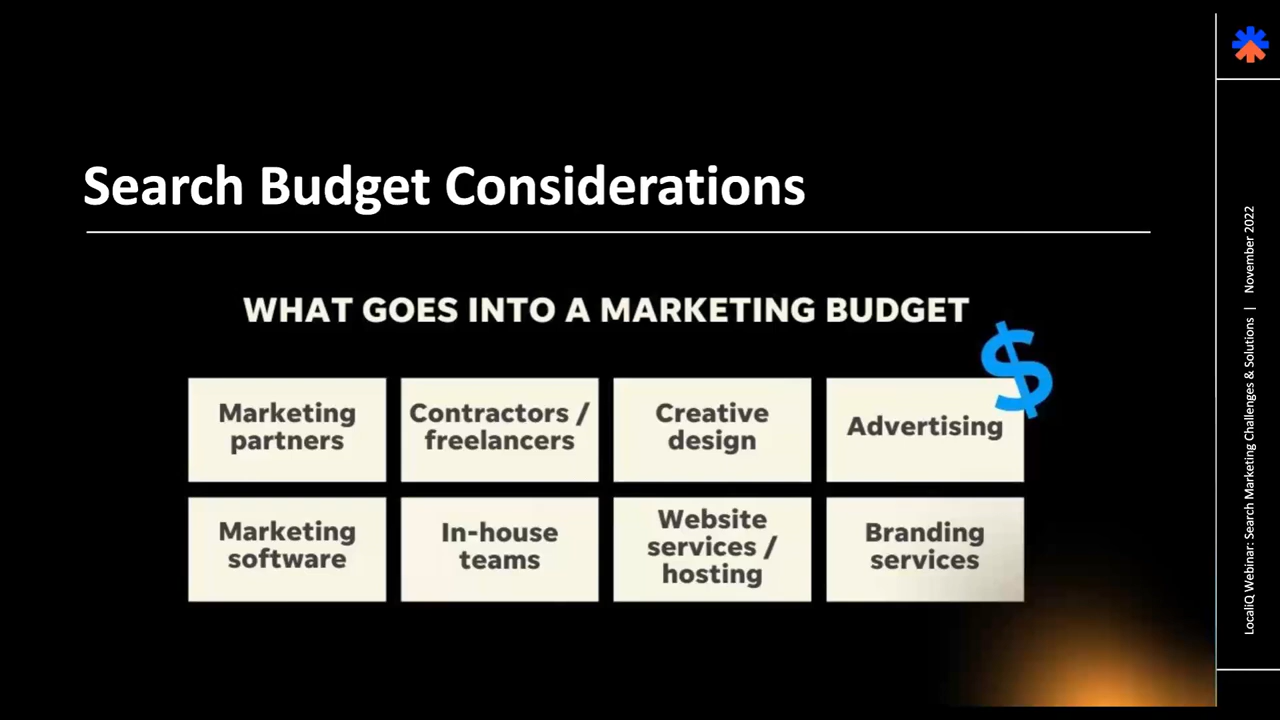 Search Budget Considerations
WHAT GOES INTO A MARKETING BUDGET
$
Marketing
partners
Contractors /
freelancers
Creative
design
Advertising
Marketing
software
In-house
teams
Website
services /
hosting
Branding
services
LocaliQ Webinar: Search Marketing Challenges & Solutions | November 2022